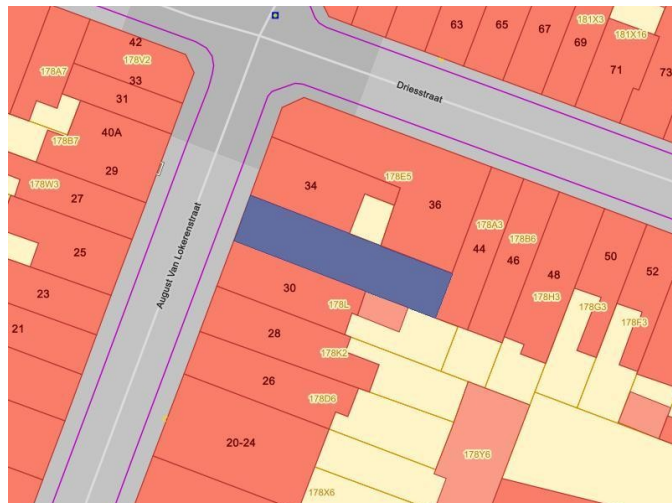 42
178V2
33
31
40A
178A7
178B7
29
178W3
27
25
23
21
August Van Lokerenstraat
Driesstraat
63
65
67
69
71
73
181X3
181X16
34
178E5
36
178A3
44
178B6
46
48
178H3
50
178G3
52
178F3
30
178L
28
178K2
26
178D6
20-24
178X6
178Y6